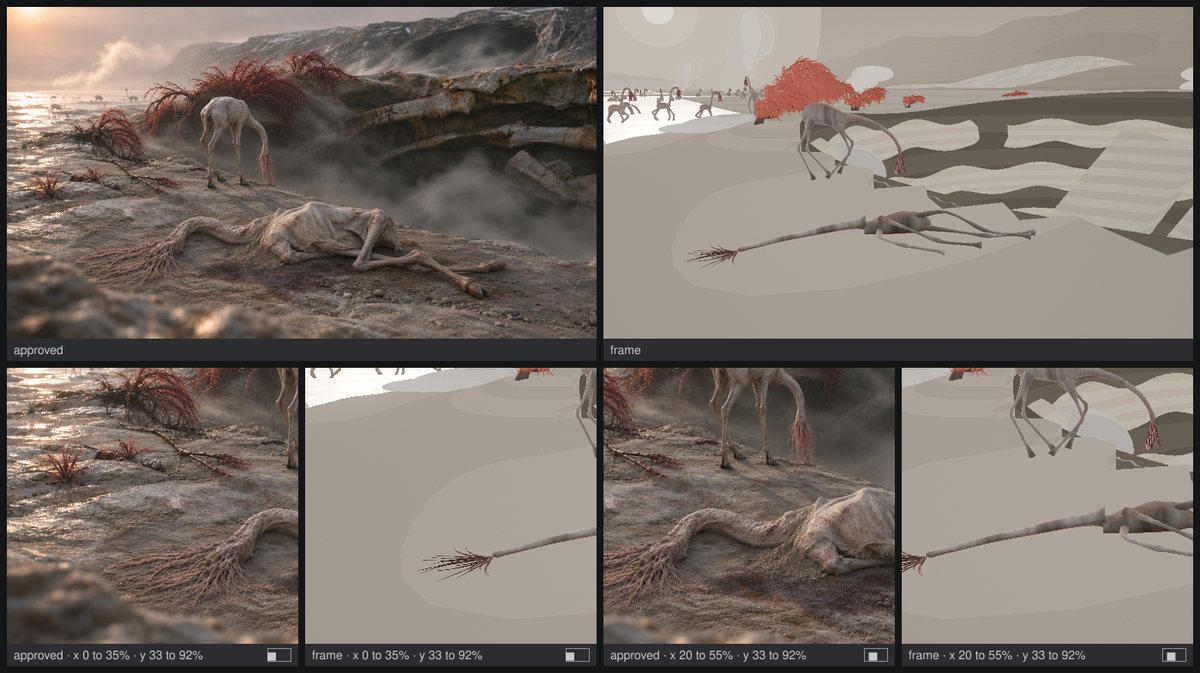 approved
frame
approved · x 0 to 35% · y 33 to 92%
frame · x 0 to 35% · y 33 to 92%
approved · x 20 to 55% · y 33 to 92%
frame · x 20 to 55% · y 33 to 92%